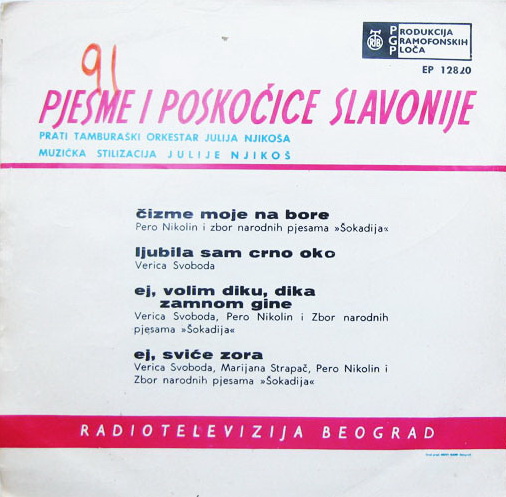 PRODUKCIJA
GRAMOFONSKIH
PLOČA
RTB
EP 12820
91
PJESME I POSKOČICE SLAVONIJE
PRATI TAMBURAŠKI ORKESTAR JULIJA NJIKOŠA
MUZIČKA STILIZACIJA JULIJE NJIKOŠ
čizme moje na bore
Pero Nikolin i zbor narodnih pjesama »Šokadija«
ljubila sam crno oko
Verica Svoboda
ej, volim diku, dika
zamnom gine
Verica Svoboda, Pero Nikolin i Zbor narodnih
pjesama »Šokadija«
ej, sviće zora
Verica Svoboda, Marijana Strapač, Pero Nikolin i
Zbor narodnih pjesama »Šokadija«
RADIOTELEVIZIJA BEOGRAD